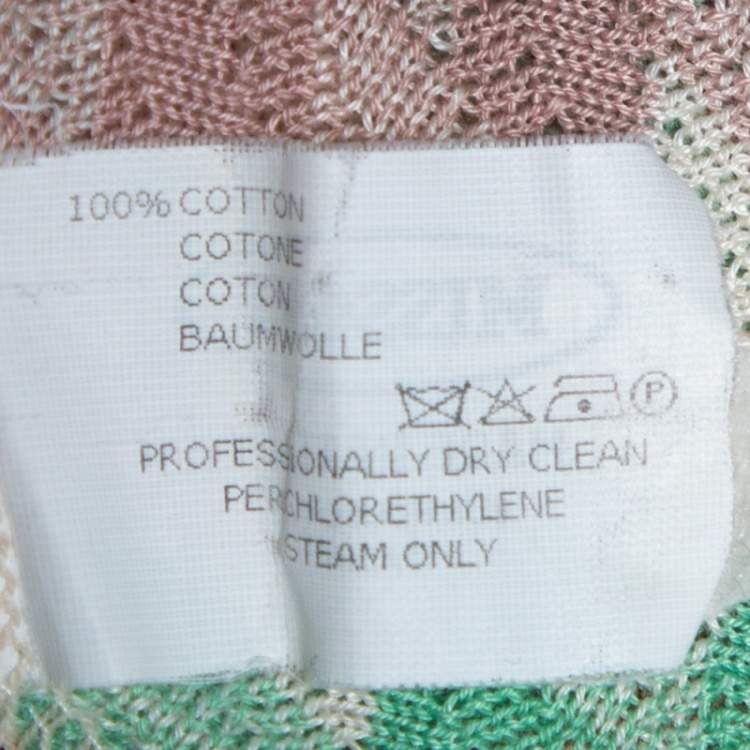 100% COTTON
COTONE
COTON
BAUMWOLLE
P
PROFESSIONALLY DRY CLEAN
PERCHLORETHYLENE
STEAM ONLY